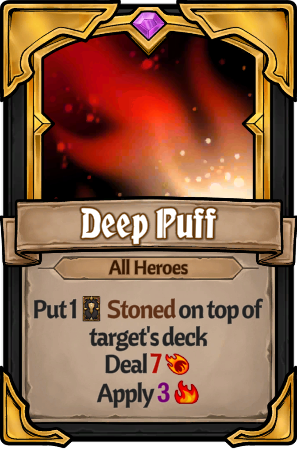 Deep Puff
All Heroes
Put 1 Stoned on top of
target's deck
Deal 7
Apply 3